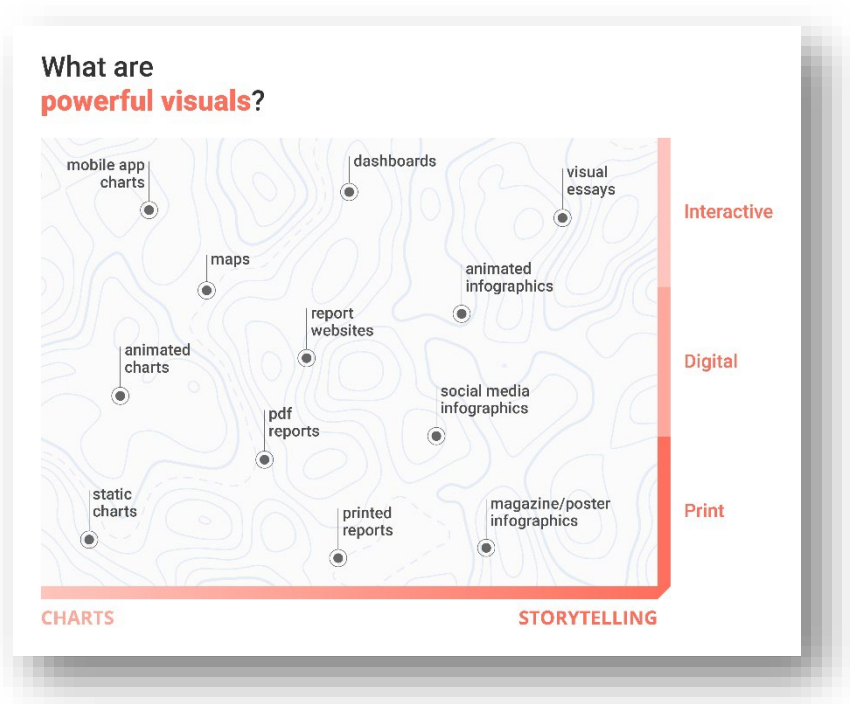 What are
powerful visuals?
mobile app
charts
dashboards
visual
essays
Interactive
maps
animated
infographics
report
websites
animated
charts
Digital
social media
infographics
pdf
reports
static
charts
printed
reports
magazine/poster
infographics
Print
CHARTS
STORYTELLING